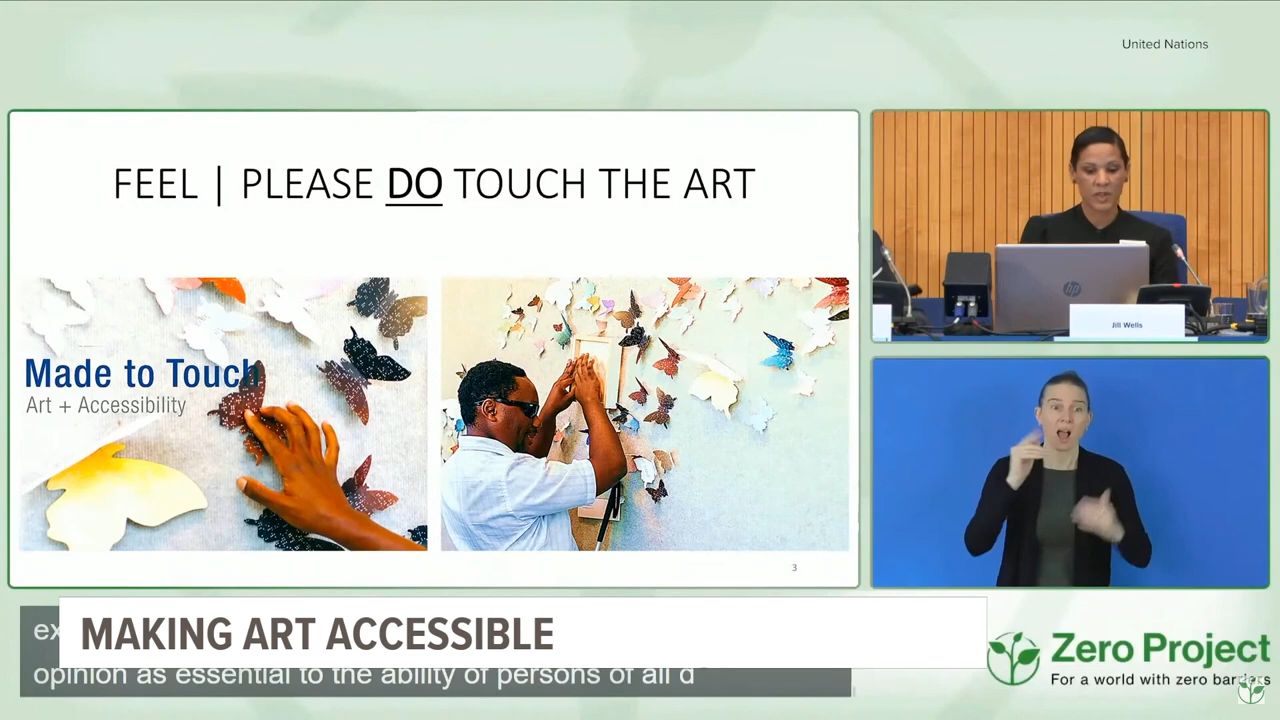 United Nations
FEEL | PLEASE DO TOUCH THE ART
Made to Touch
Art + Accessibility
3
hp
Jill Wells
MAKING ART ACCESSIBLE
opinion as essential to the ability of persons of all d
Zero Project
For a world with zero barriers